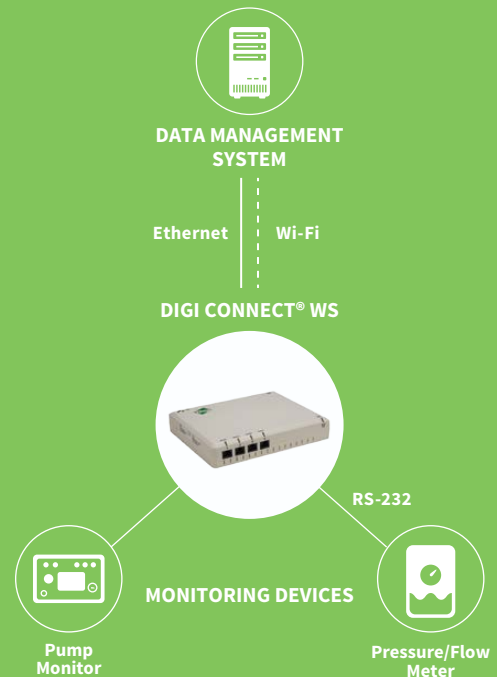 DATA MANAGEMENT
SYSTEM
Ethernet
Wi-Fi
DIGI CONNECT® WS
RS-232
MONITORING DEVICES
Pump
Monitor
Pressure/Flow
Meter